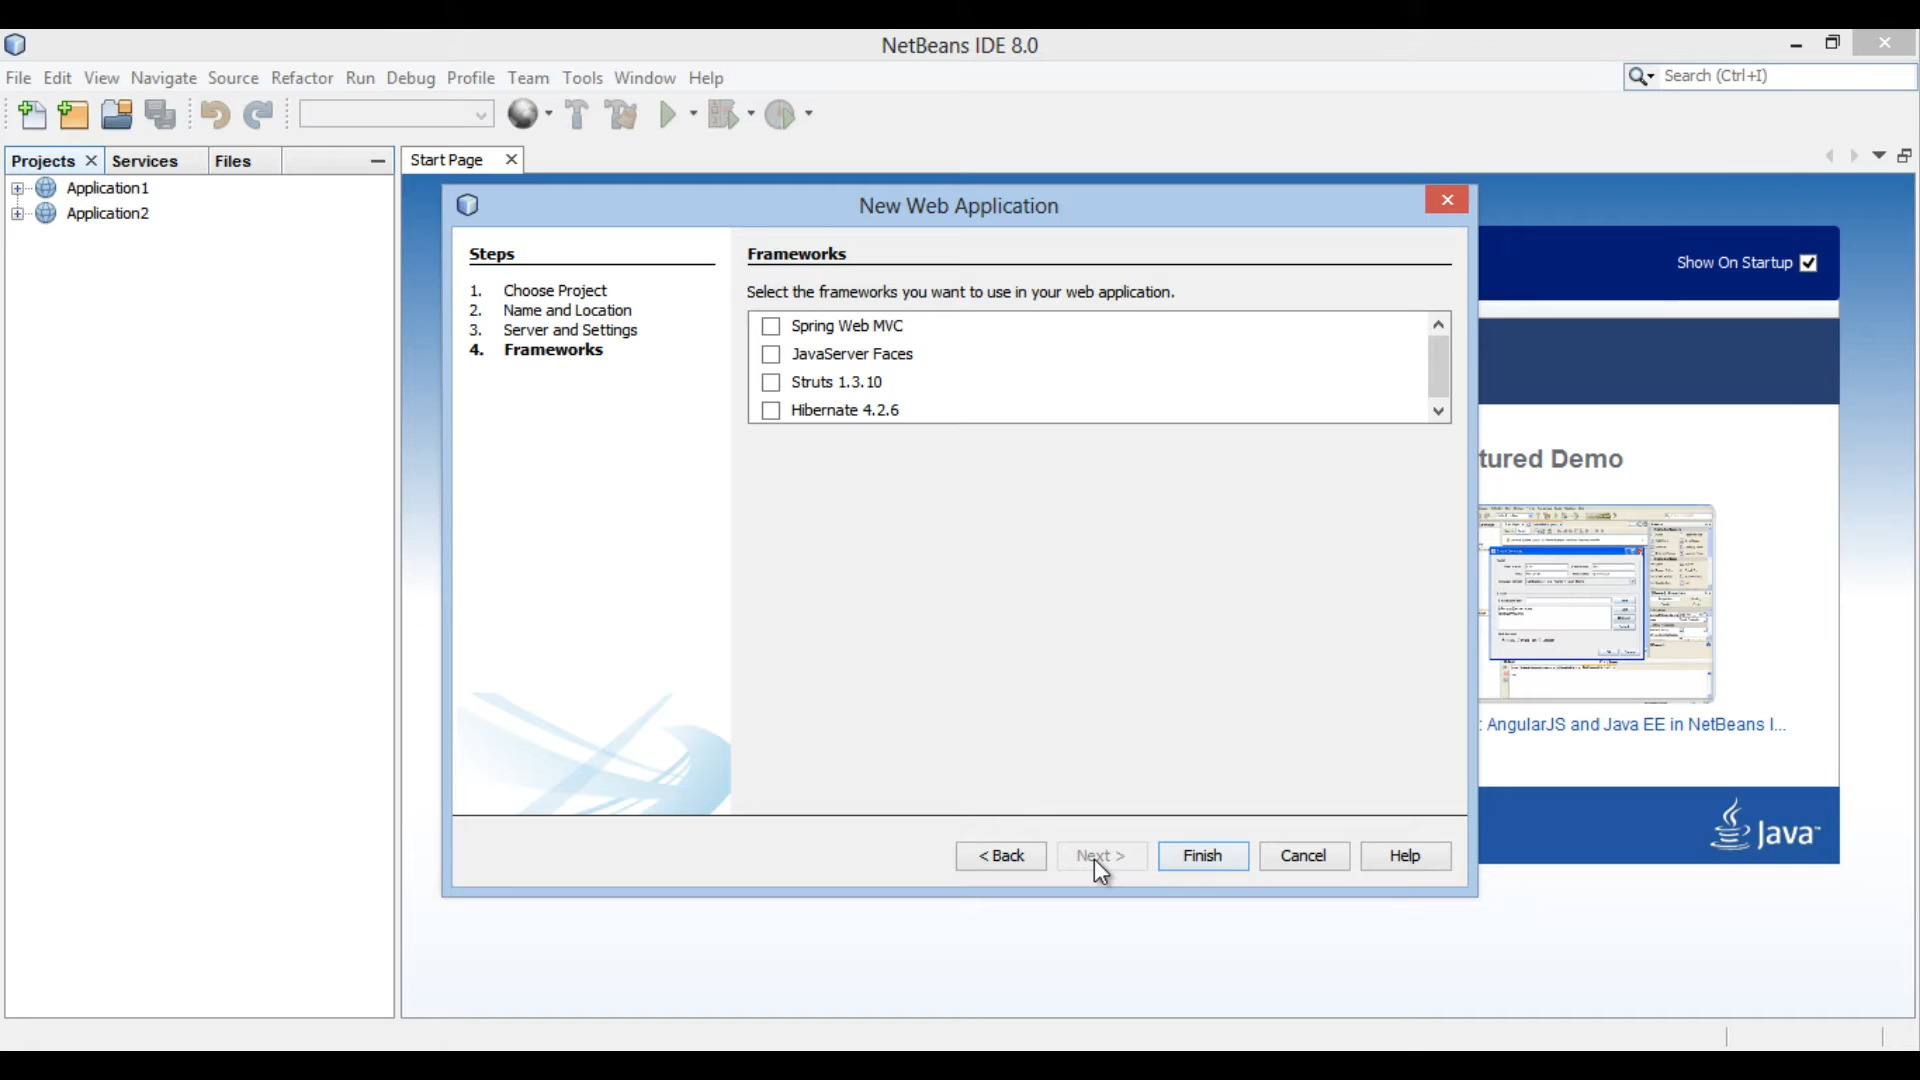 NetBeans IDE 8.0
File Edit View Navigate Source Refactor Run Debug Profile Team Tools Window Help
Search (Ctrl+I)
Projects Services Files
Start Page
Application1
Application2
New Web Application
Show On Startup
Steps
1. Choose Project
2. Name and Location
3. Server and Settings
4. Frameworks
Frameworks
Select the frameworks you want to use in your web application.
Spring Web MVC
JavaServer Faces
Struts 1.3.10
Hibernate 4.2.6
tured Demo
: AngularJS and Java EE in NetBeans I...
Java™
< Back Next > Finish Cancel Help